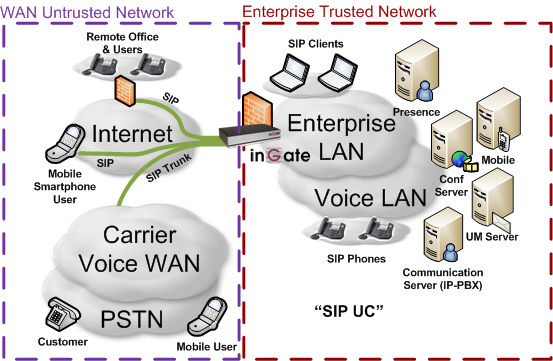 WAN Untrusted Network
Enterprise Trusted Network
Remote Office
& Users
SIP
Internet
SIP
Mobile
Smartphone
User
SIP Trunk
Carrier
Voice WAN
PSTN
Customer
Mobile User
inGate
SIP Clients
Enterprise
LAN
Voice LAN
SIP Phones
Presence
Mobile
Conf
Server
UM Server
Communication
Server (IP-PBX)
“SIP UC”